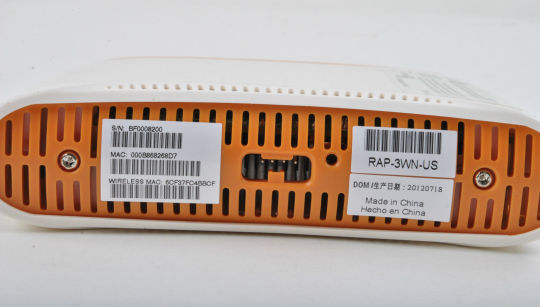 S/N: BF0008200
MAC: 000B868268D7
WIRELESS MAC: 6CF37FC4BBCF
RAP-3WN-US
DOM /生产日期 : 20120718
Made in China
Hecho en China